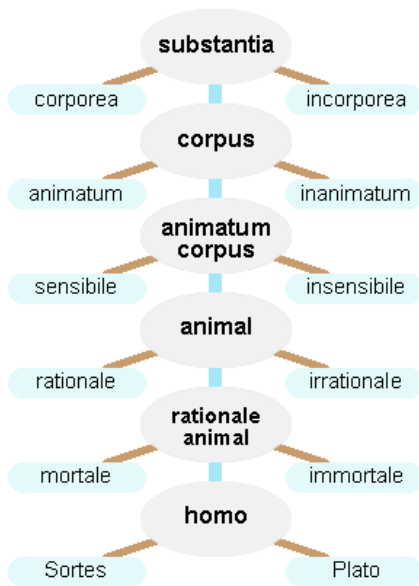 substantia
corporea
incorporea
corpus
animatum
inanimatum
animatum
corpus
sensibile
insensibile
animal
rationale
irrationale
rationale
animal
mortale
immortale
homo
Sortes
Plato